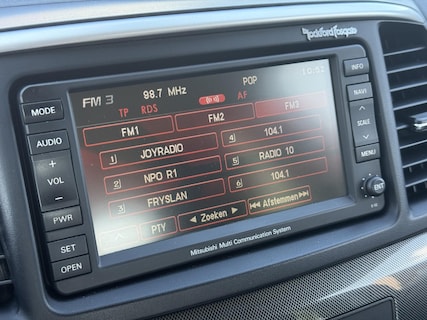 Rockford Fosgate
FM 3 98.7 MHz POP 10:52
TP RDS AF
FM1 FM2 FM3
1 JOYRADIO 4 104.1
2 NPO R1 5 RADIO 10
3 FRYSLAN 6 104.1
PTY ◄ Zoeken ► I◄◄ Afstemmen ►►I
Mitsubishi Multi Communication System
MODE
AUDIO
+
VOL
−
PWR
SET
OPEN
INFO
NAVI
SCALE
MENU
ENT